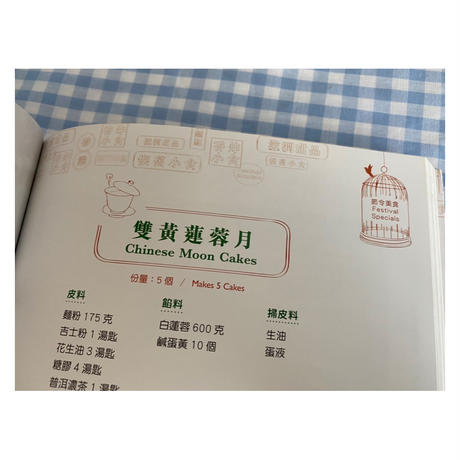 節令美食
Festival
Specials
雙黃蓮蓉月
Chinese Moon Cakes
份量：5 個 / Makes 5 Cakes
皮料
麵粉 175 克
吉士粉 1 湯匙
花生油 3 湯匙
糖膠 4 湯匙
普洱濃茶 1 湯匙
餡料
白蓮蓉 600 克
鹹蛋黃 10 個
掃皮料
生油
蛋液